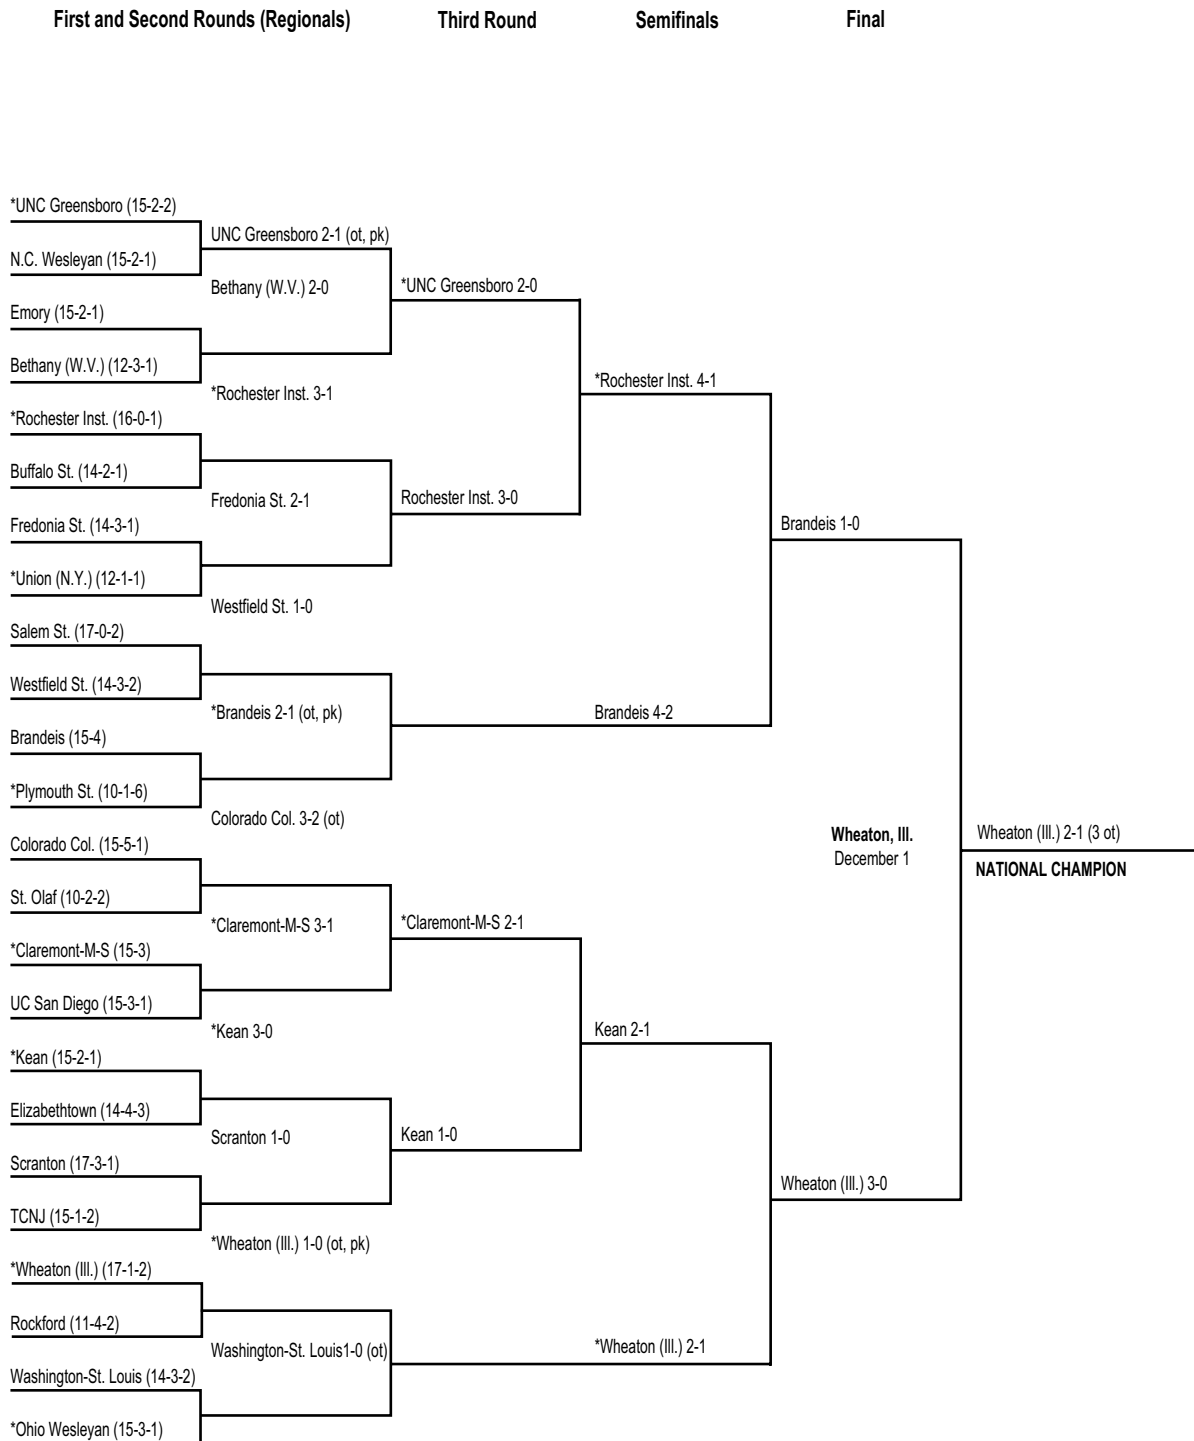 First and Second Rounds (Regionals)
Third Round
Semifinals
Final
*UNC Greensboro (15-2-2)
N.C. Wesleyan (15-2-1)
Emory (15-2-1)
Bethany (W.V.) (12-3-1)
*Rochester Inst. (16-0-1)
Buffalo St. (14-2-1)
Fredonia St. (14-3-1)
*Union (N.Y.) (12-1-1)
Salem St. (17-0-2)
Westfield St. (14-3-2)
Brandeis (15-4)
*Plymouth St. (10-1-6)
Colorado Col. (15-5-1)
St. Olaf (10-2-2)
*Claremont-M-S (15-3)
UC San Diego (15-3-1)
*Kean (15-2-1)
Elizabethtown (14-4-3)
Scranton (17-3-1)
TCNJ (15-1-2)
*Wheaton (Ill.) (17-1-2)
Rockford (11-4-2)
Washington-St. Louis (14-3-2)
*Ohio Wesleyan (15-3-1)
UNC Greensboro 2-1 (ot, pk)
Bethany (W.V.) 2-0
*Rochester Inst. 3-1
Fredonia St. 2-1
Westfield St. 1-0
*Brandeis 2-1 (ot, pk)
Colorado Col. 3-2 (ot)
*Claremont-M-S 3-1
*Kean 3-0
Scranton 1-0
*Wheaton (Ill.) 1-0 (ot, pk)
Washington-St. Louis1-0 (ot)
*UNC Greensboro 2-0
Rochester Inst. 3-0
*Claremont-M-S 2-1
Kean 1-0
*Rochester Inst. 4-1
Brandeis 4-2
Kean 2-1
*Wheaton (Ill.) 2-1
Brandeis 1-0
Wheaton (Ill.) 3-0
Wheaton, Ill.
December 1
Wheaton (Ill.) 2-1 (3 ot)
NATIONAL CHAMPION